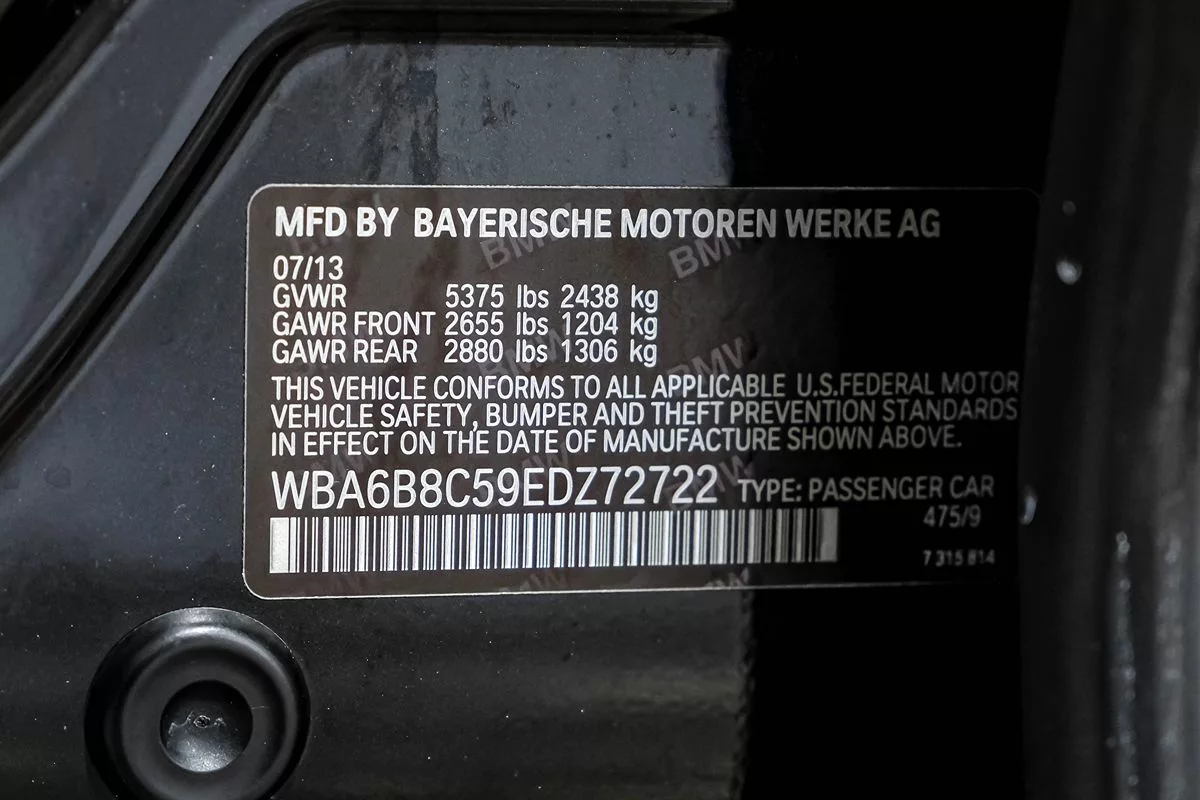 MFD BY BAYERISCHE MOTOREN WERKE AG
07/13
GVWR 5375 lbs 2438 kg
GAWR FRONT 2655 lbs 1204 kg
GAWR REAR 2880 lbs 1306 kg
THIS VEHICLE CONFORMS TO ALL APPLICABLE U.S.FEDERAL MOTOR
VEHICLE SAFETY, BUMPER AND THEFT PREVENTION STANDARDS
IN EFFECT ON THE DATE OF MANUFACTURE SHOWN ABOVE.
WBA6B8C59EDZ72722 TYPE: PASSENGER CAR
475/9
7 315 814